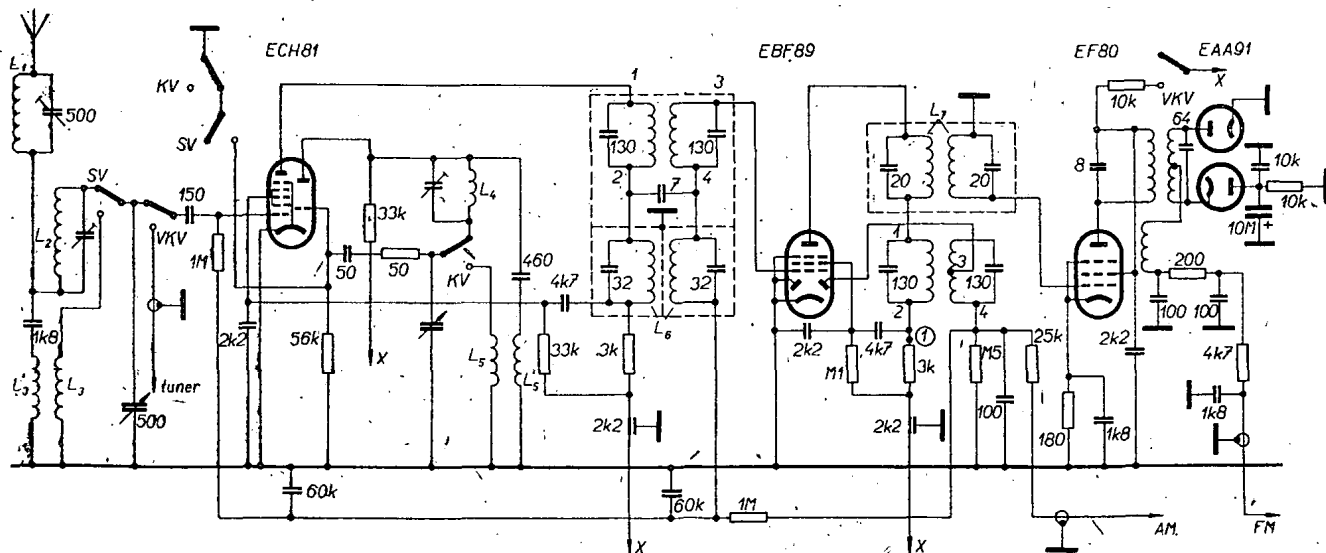 ECH81
EBF89
EF80
EAA91
L1
500
KV
SV
SV
150
VKV
L2
1M
1k8
L3
L3
500
tuner
2k2
56k
50
50
33k
X
L4
KV
L5
L5
460
4k7
33k
3k
2k2
X
1
3
130
130
2
7
4
32
32
L6
60k
60k
1M
L7
20
20
1
130
3
130
2
4
2k2
4k7
1
M1
3k
2k2
X
M5
100
25k
AM
10k
VKV
X
8
64
10k
10k
10M +
200
100
100
2k2
180
1k8
4k7
1k8
FM